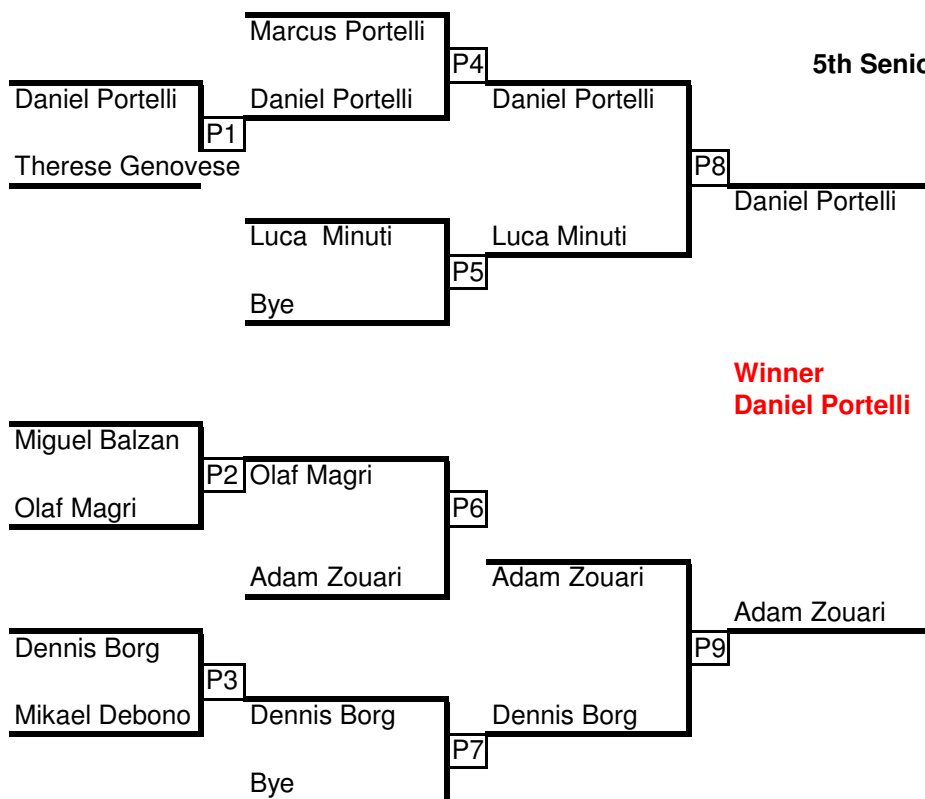 Marcus Portelli
P4
5th Senio
Daniel Portelli
Daniel Portelli
Daniel Portelli
P1
Therese Genovese
P8
Daniel Portelli
Luca  Minuti
Luca Minuti
P5
Bye
Winner
Daniel Portelli
Miguel Balzan
P2
Olaf Magri
Olaf Magri
P6
Adam Zouari
Adam Zouari
Adam Zouari
Dennis Borg
P9
P3
Mikael Debono
Dennis Borg
Dennis Borg
P7
Bye